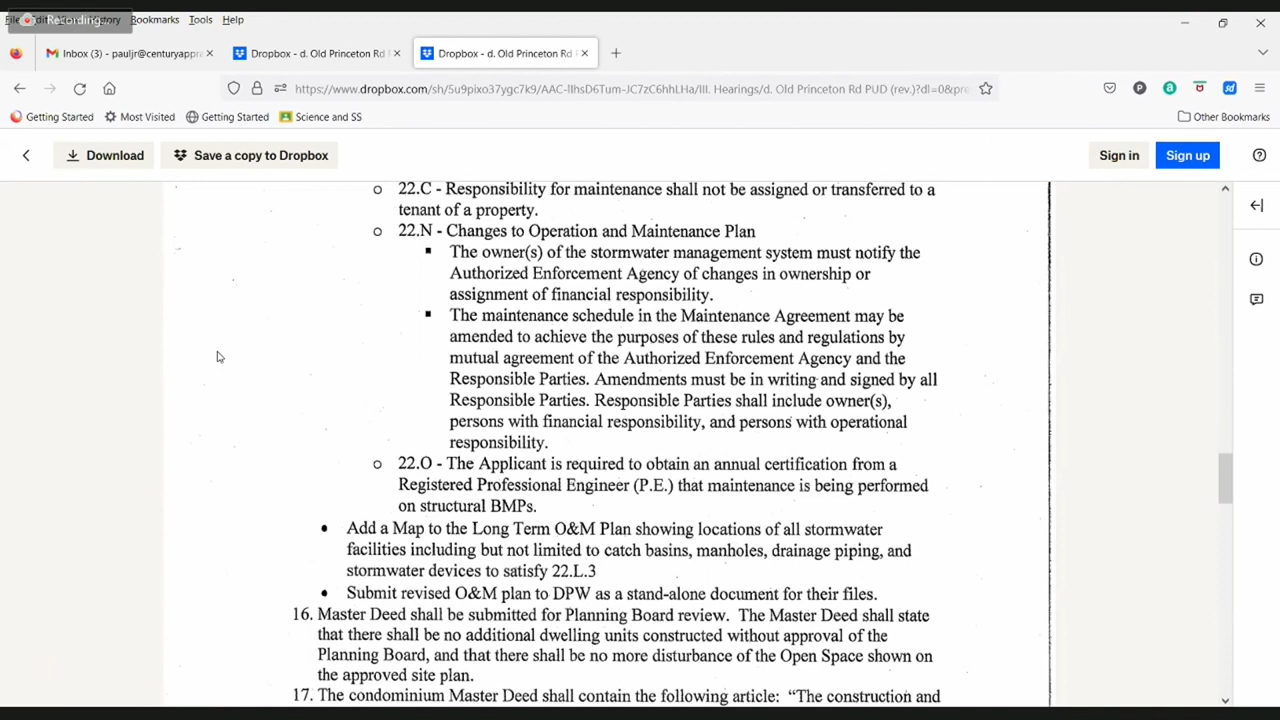 File Edit View History Bookmarks Tools Help
Recording...
Inbox (3) - pauljr@centuryappra
Dropbox - d. Old Princeton Rd
Dropbox - d. Old Princeton Rd
https://www.dropbox.com/sh/5u9pixo37ygc7k9/AAC-llhsD6Tum-JC7zC6hhLHa/III. Hearings/d. Old Princeton Rd PUD (rev.)?dl=0&pre
Getting Started Most Visited Getting Started Science and SS Other Bookmarks
Download Save a copy to Dropbox Sign in Sign up
22.C - Responsibility for maintenance shall not be assigned or transferred to a
tenant of a property.
22.N - Changes to Operation and Maintenance Plan
The owner(s) of the stormwater management system must notify the
Authorized Enforcement Agency of changes in ownership or
assignment of financial responsibility.
The maintenance schedule in the Maintenance Agreement may be
amended to achieve the purposes of these rules and regulations by
mutual agreement of the Authorized Enforcement Agency and the
Responsible Parties. Amendments must be in writing and signed by all
Responsible Parties. Responsible Parties shall include owner(s),
persons with financial responsibility, and persons with operational
responsibility.
22.O - The Applicant is required to obtain an annual certification from a
Registered Professional Engineer (P.E.) that maintenance is being performed
on structural BMPs.
Add a Map to the Long Term O&M Plan showing locations of all stormwater
facilities including but not limited to catch basins, manholes, drainage piping, and
stormwater devices to satisfy 22.L.3
Submit revised O&M plan to DPW as a stand-alone document for their files.
16. Master Deed shall be submitted for Planning Board review. The Master Deed shall state
that there shall be no additional dwelling units constructed without approval of the
Planning Board, and that there shall be no more disturbance of the Open Space shown on
the approved site plan.
17. The condominium Master Deed shall contain the following article: "The construction and